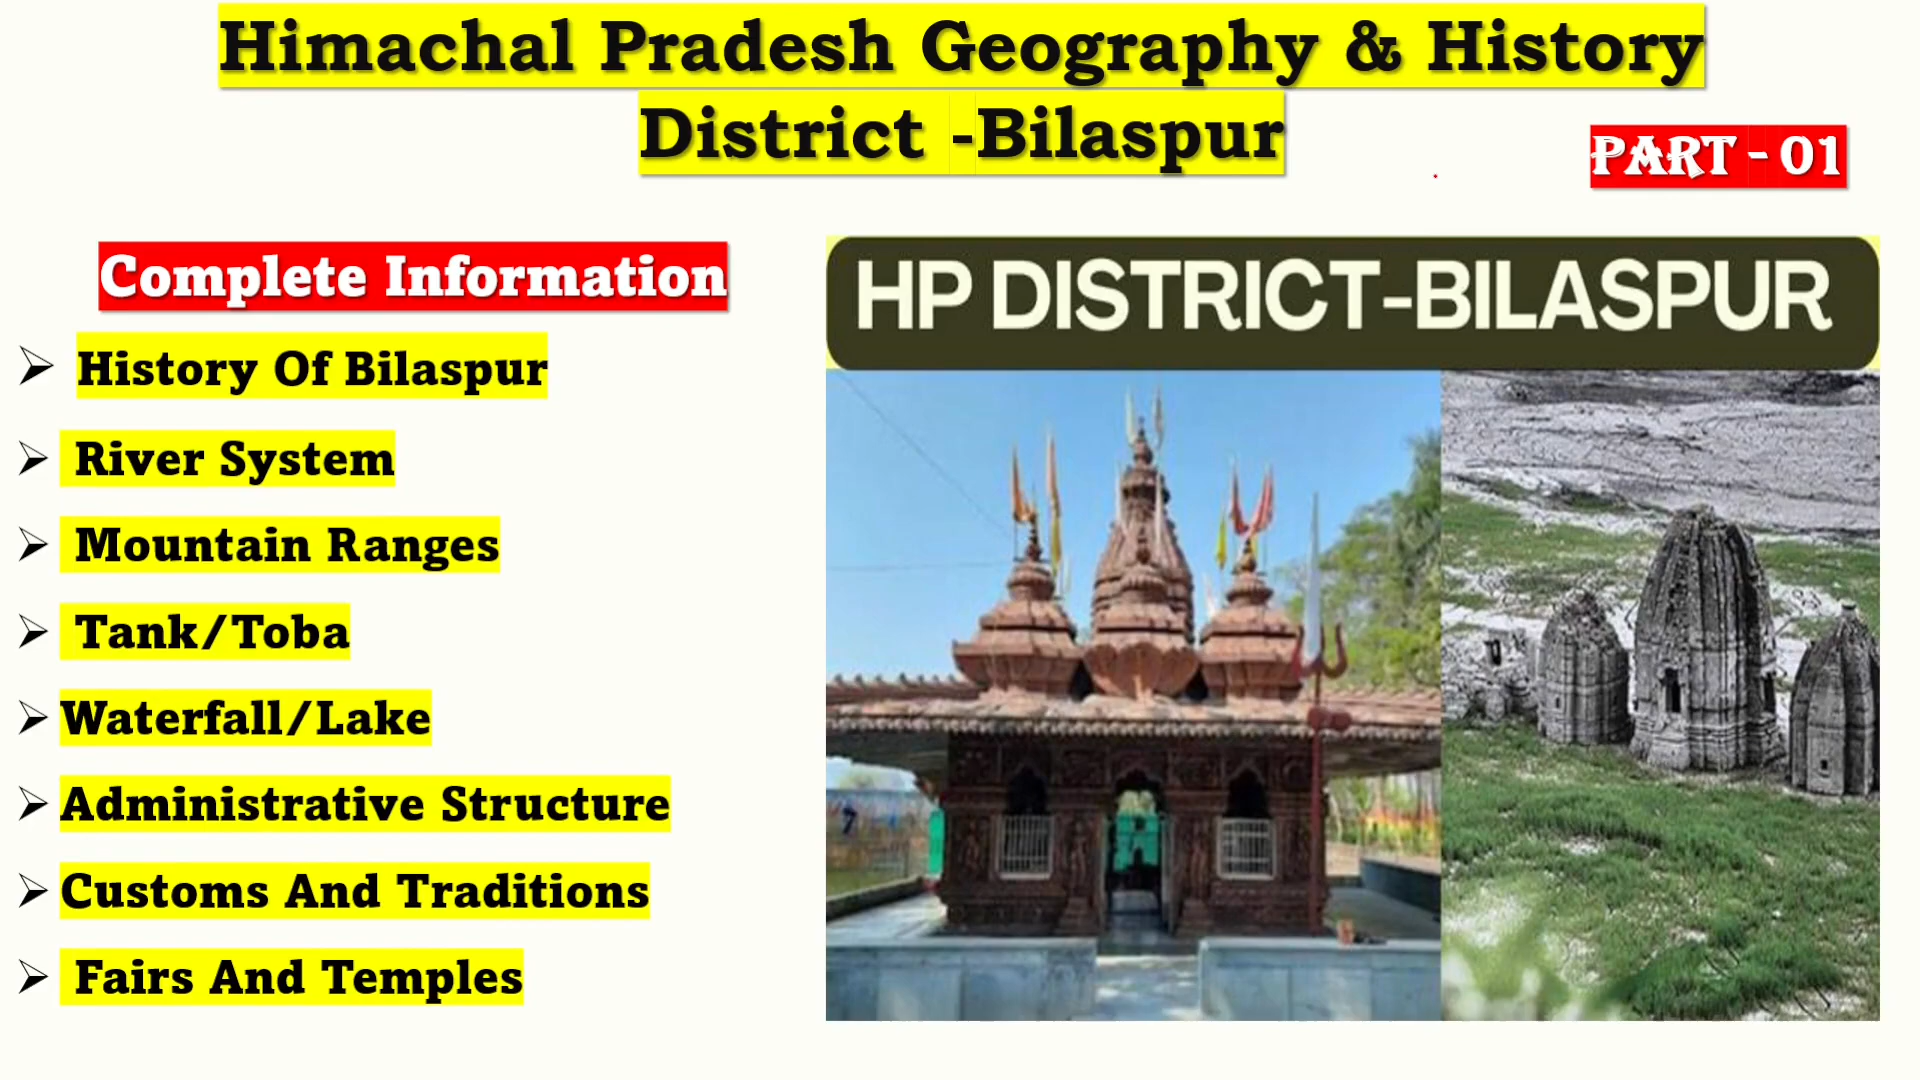 Himachal Pradesh Geography & History
District -Bilaspur
PART - 01
Complete Information
History Of Bilaspur
River System
Mountain Ranges
Tank/Toba
Waterfall/Lake
Administrative Structure
Customs And Traditions
Fairs And Temples
HP DISTRICT-BILASPUR